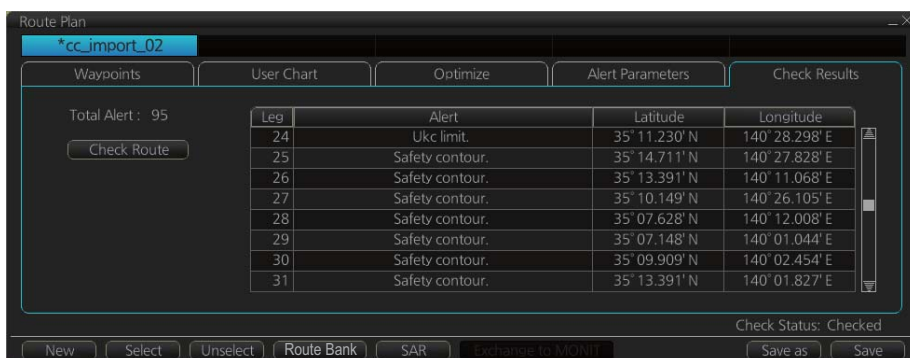 Route Plan
*cc_import_02
Waypoints User Chart Optimize Alert Parameters Check Results
Total Alert : 95
Check Route
Leg Alert Latitude Longitude
24 Ukc limit. 35° 11.230' N 140° 28.298' E
25 Safety contour. 35° 14.711' N 140° 27.828' E
26 Safety contour. 35° 13.391' N 140° 11.068' E
27 Safety contour. 35° 10.149' N 140° 26.105' E
28 Safety contour. 35° 07.628' N 140° 12.008' E
29 Safety contour. 35° 07.148' N 140° 01.044' E
30 Safety contour. 35° 09.909' N 140° 02.454' E
31 Safety contour. 35° 13.391' N 140° 01.827' E
Check Status: Checked
New Select Unselect Route Bank SAR Exchange to MONIT Save as Save